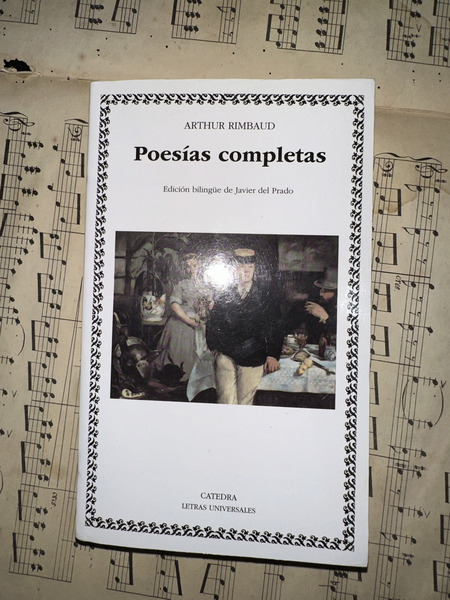 ARTHUR RIMBAUD
Poesías completas
Edición bilingüe de Javier del Prado
CATEDRA
LETRAS UNIVERSALES